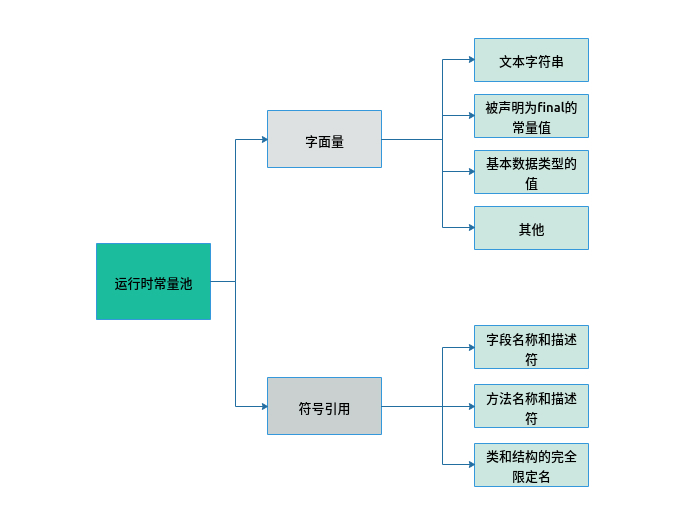 文本字符串
被声明为final的
常量值
字面量
基本数据类型的
值
其他
运行时常量池
字段名称和描述
符
符号引用
方法名称和描述
符
类和结构的完全
限定名